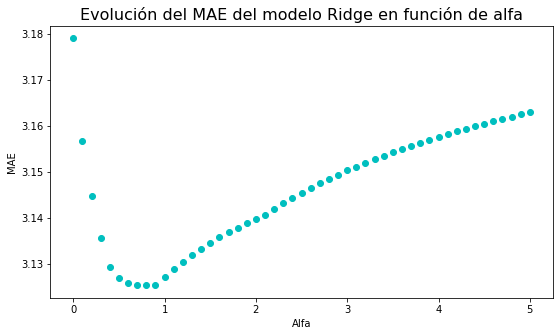 Evolución del MAE del modelo Ridge en función de alfa
3.18
3.17
3.16
3.15
3.14
3.13
MAE
0 1 2 3 4 5
Alfa